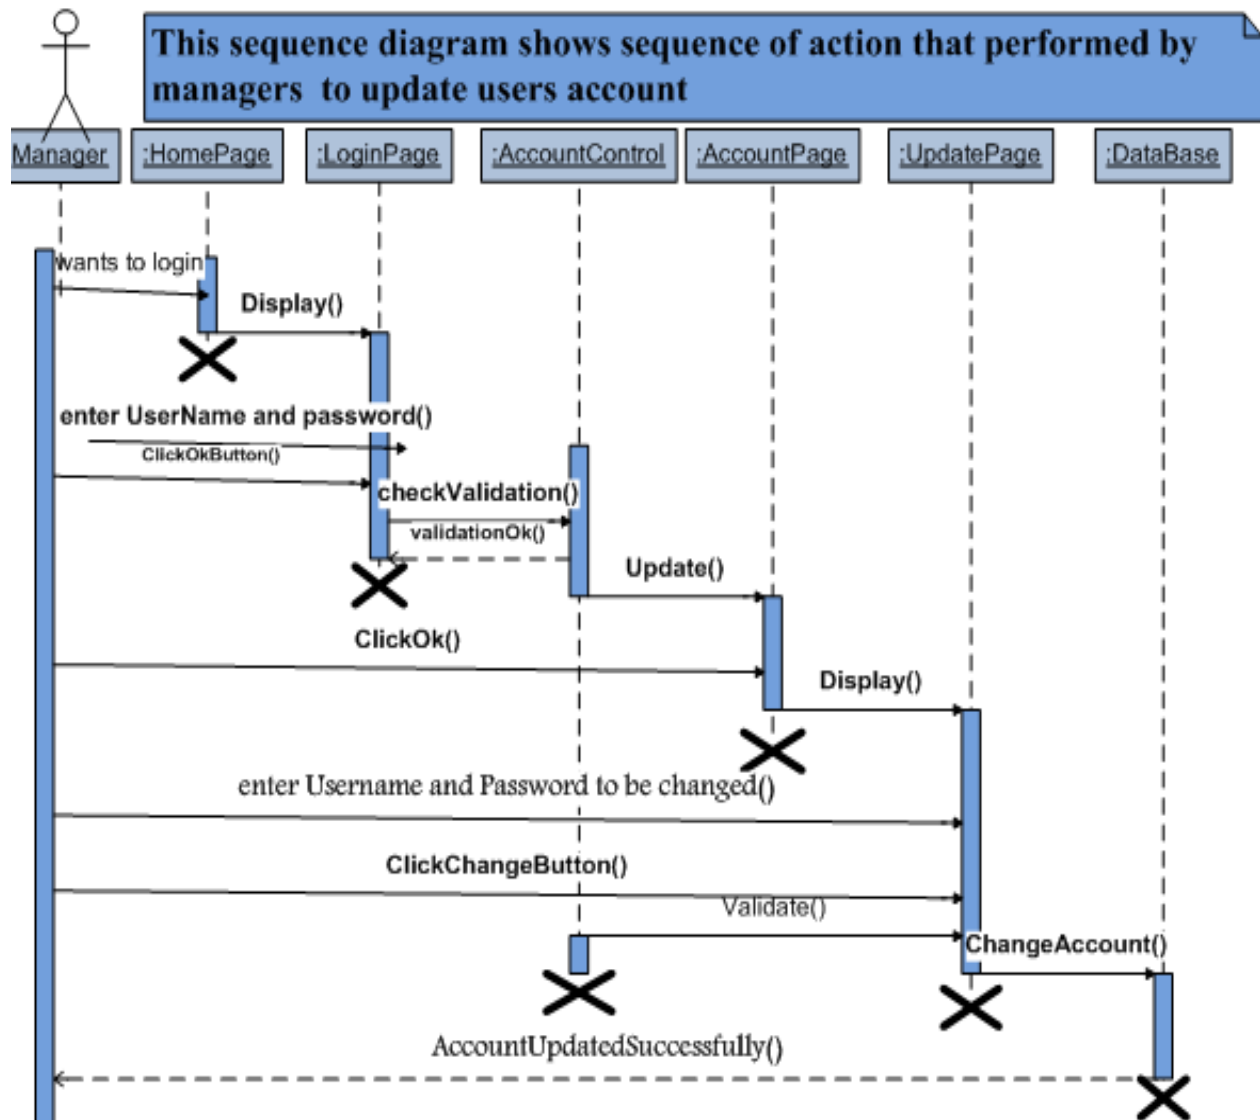 This sequence diagram shows sequence of action that performed by
managers to update users account
Manager
:HomePage
:LoginPage
:AccountControl
:AccountPage
:UpdatePage
:DataBase
wants to login
Display()
enter UserName and password()
ClickOkButton()
checkValidation()
validationOk()
Update()
ClickOk()
Display()
enter Username and Password to be changed()
ClickChangeButton()
Validate()
ChangeAccount()
AccountUpdatedSuccessfully()